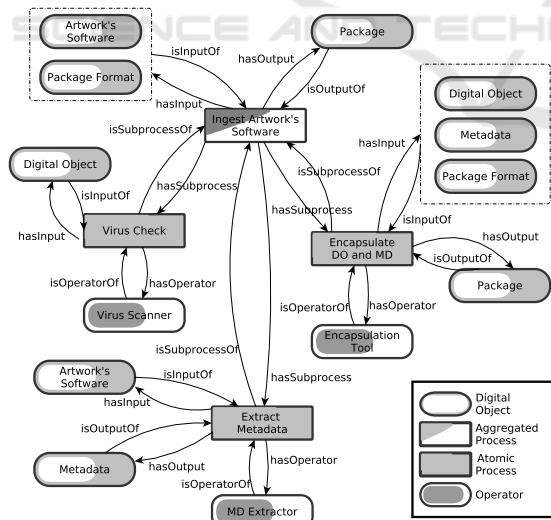 SCIENCE AND TECHN
Artwork's
Software
Package Format
isInputOf
hasInput
hasOutput
Package
isOutputOf
Ingest Artwork's
Software
Digital Object
Metadata
Package Format
hasInput
isInputOf
isSubprocessOf
hasSubprocess
isSubprocessOf
hasSubprocess
Digital Object
isInputOf
hasInput
Virus Check
Encapsulate
DO and MD
hasOutput
isOutputOf
Package
isOperatorOf
hasOperator
Virus Scanner
isOperatorOf
hasOperator
Encapsulation
Tool
isSubprocessOf
hasSubprocess
Artwork's
Software
isInputOf
hasInput
Extract
Metadata
isOutputOf
hasOutput
Metadata
isOperatorOf
hasOperator
MD Extractor
Digital
Object
Aggregated
Process
Atomic
Process
Operator